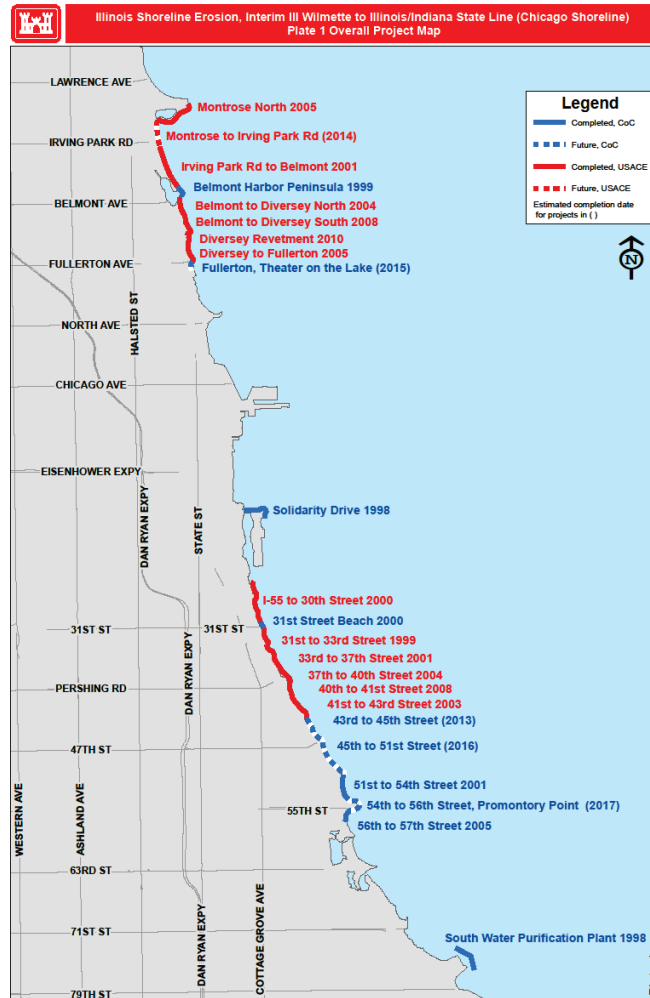 Illinois Shoreline Erosion, Interim III Wilmette to Illinois/Indiana State Line (Chicago Shoreline)
Plate 1 Overall Project Map
LAWRENCE AVE
Montrose North 2005
Legend
Completed, CoC
Future, CoC
Completed, USACE
Future, USACE
Estimated completion date
for projects in ( )
Montrose to Irving Park Rd (2014)
IRVING PARK RD
Irving Park Rd to Belmont 2001
Belmont Harbor Peninsula 1999
BELMONT AVE
Belmont to Diversey North 2004
Belmont to Diversey South 2008
Diversey Revetment 2010
Diversey to Fullerton 2005
FULLERTON AVE
Fullerton, Theater on the Lake (2015)
N
HALSTED ST
NORTH AVE
CHICAGO AVE
EISENHOWER EXPY
Solidarity Drive 1998
DAN RYAN EXPY
STATE ST
I-55 to 30th Street 2000
31st Street Beach 2000
31ST ST
31ST ST
31st to 33rd Street 1999
33rd to 37th Street 2001
DAN RYAN EXPY
37th to 40th Street 2004
PERSHING RD
40th to 41st Street 2008
41st to 43rd Street 2003
43rd to 45th Street (2013)
47TH ST
45th to 51st Street (2016)
51st to 54th Street 2001
54th to 56th Street, Promontory Point (2017)
55TH ST
56th to 57th Street 2005
WESTERN AVE
ASHLAND AVE
63RD ST
COTTAGE GROVE AVE
DAN RYAN EXPY
71ST ST
South Water Purification Plant 1998
79TH ST